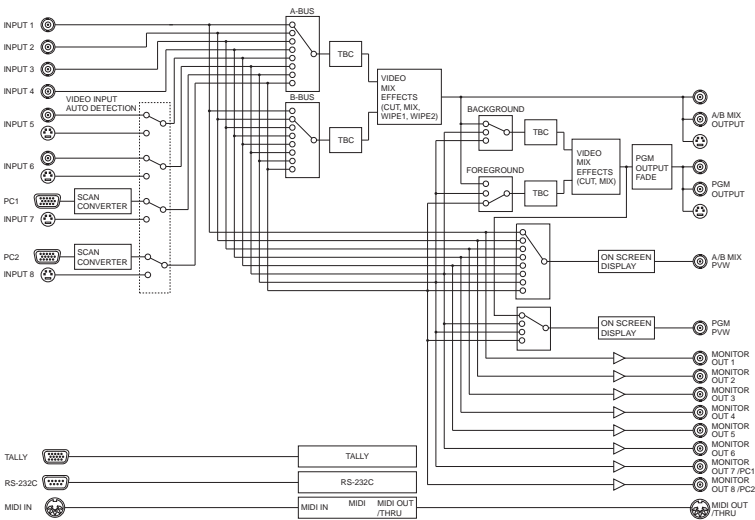 A-BUS
INPUT 1
INPUT 2
INPUT 3
INPUT 4
VIDEO INPUT
AUTO DETECTION
INPUT 5
INPUT 6
PC1
SCAN
CONVERTER
INPUT 7
PC2
SCAN
CONVERTER
INPUT 8
TBC
B-BUS
TBC
VIDEO
MIX
EFFECTS
(CUT, MIX,
WIPE1, WIPE2)
BACKGROUND
TBC
FOREGROUND
TBC
VIDEO
MIX
EFFECTS
(CUT, MIX)
PGM
OUTPUT
FADE
A/B MIX
OUTPUT
PGM
OUTPUT
ON SCREEN
DISPLAY
A/B MIX
PVW
ON SCREEN
DISPLAY
PGM
PVW
MONITOR
OUT 1
MONITOR
OUT 2
MONITOR
OUT 3
MONITOR
OUT 4
MONITOR
OUT 5
MONITOR
OUT 6
MONITOR
OUT 7 /PC1
MONITOR
OUT 8 /PC2
TALLY
TALLY
RS-232C
RS-232C
MIDI IN
MIDI IN
MIDI
MIDI OUT
/THRU
MIDI OUT
/THRU